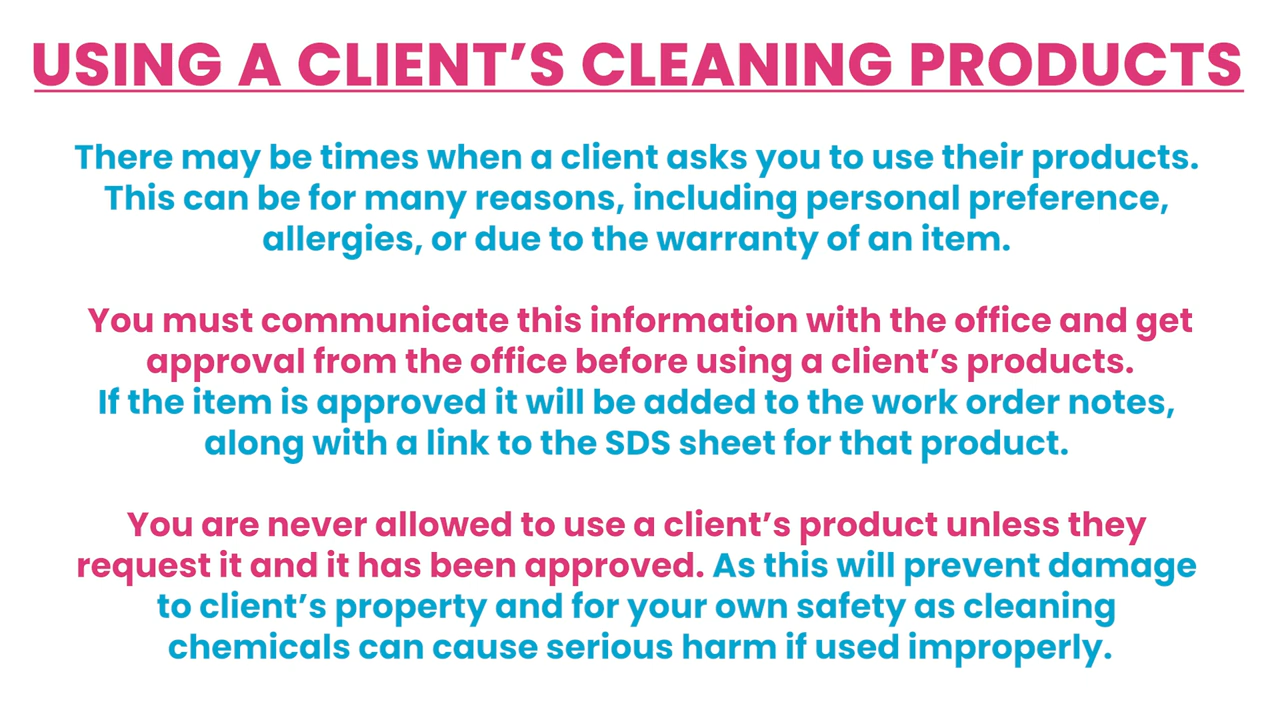 USING A CLIENT’S CLEANING PRODUCTS
There may be times when a client asks you to use their products.
This can be for many reasons, including personal preference,
allergies, or due to the warranty of an item.
You must communicate this information with the office and get
approval from the office before using a client’s products.
If the item is approved it will be added to the work order notes,
along with a link to the SDS sheet for that product.
You are never allowed to use a client’s product unless they
request it and it has been approved. As this will prevent damage
to client’s property and for your own safety as cleaning
chemicals can cause serious harm if used improperly.